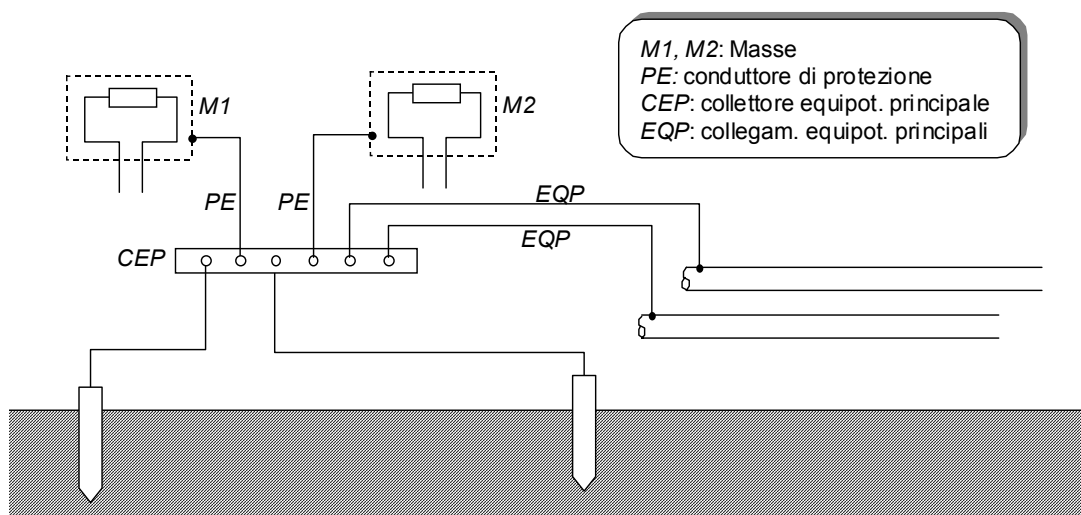 M1, M2: Masse
PE: conduttore di protezione
CEP: collettore equipot. principale
EQP: collegam. equipot. principali
M1
M2
PE
PE
EQP
EQP
CEP